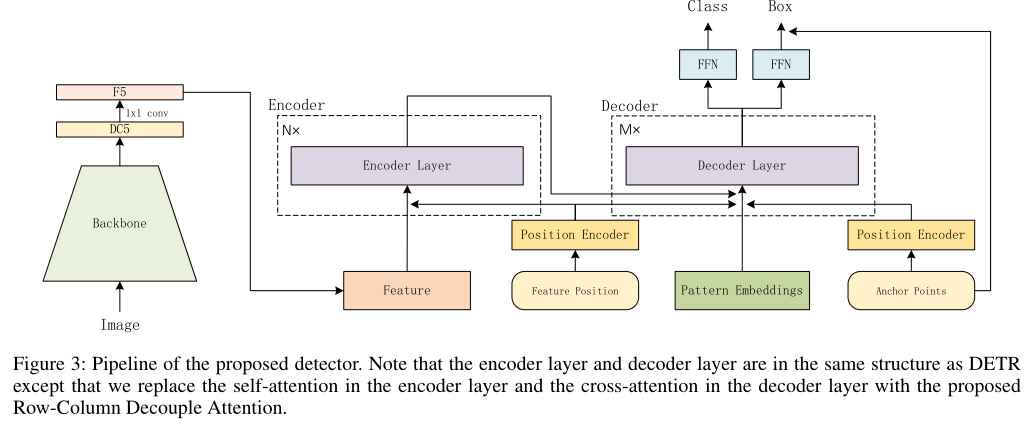 Class
Box
FFN
FFN
F5
1x1 conv
DC5
Backbone
Image
Encoder
N×
Encoder Layer
Decoder
M×
Decoder Layer
Position Encoder
Position Encoder
Feature
Feature Position
Pattern Embeddings
Anchor Points
Figure 3: Pipeline of the proposed detector. Note that the encoder layer and decoder layer are in the same structure as DETR
except that we replace the self-attention in the encoder layer and the cross-attention in the decoder layer with the proposed
Row-Column Decouple Attention.